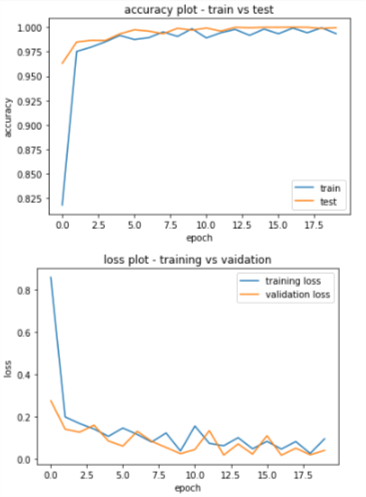 accuracy plot - train vs test
accuracy
1.000
0.975
0.950
0.925
0.900
0.875
0.850
0.825
train
test
0.0 2.5 5.0 7.5 10.0 12.5 15.0 17.5
epoch
loss plot - training vs vaidation
loss
0.8
0.6
0.4
0.2
0.0
training loss
validation loss
0.0 2.5 5.0 7.5 10.0 12.5 15.0 17.5
epoch